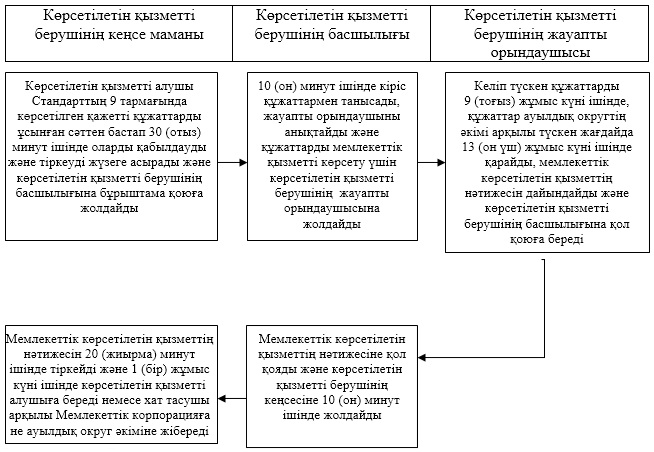 Көрсетілетін қызметті
берушінің кеңсе маманы
Көрсетілетін қызметті
берушінің басшылығы
Көрсетілетін қызметті
берушінің жауапты
орындаушысы
Көрсетілетін қызметті алушы
Стандарттың 9 тармағында
көрсетілген қажетті құжаттарды
ұсынған сәттен бастап 30 (отыз)
минут ішінде оларды қабылдауды
және тіркеуді жүзеге асырады және
көрсетілетін қызметті берушінің
басшылығына бұрыштама қоюға
жолдайды
10 (он) минут ішінде кіріс
құжаттармен танысады,
жауапты орындаушыны
анықтайды және
құжаттарды мемлекеттік
қызметті көрсету үшін
көрсетілетін қызметті
берушінің жауапты
орындаушысына
жолдайды
Келіп түскен құжаттарды
9 (тоғыз) жұмыс күні ішінде,
құжаттар ауылдық округтің
әкімі арқылы түскен жағдайда
13 (он үш) жұмыс күні ішінде
қарайды, мемлекеттік
көрсетілетін қызметтің
нәтижесін дайындайды және
көрсетілетін қызметті
берушінің басшылығына қол
қоюға береді
Мемлекеттік көрсетілетін қызметтің
нәтижесін 20 (жиырма) минут
ішінде тіркейді және 1 (бір) жұмыс
күні ішінде көрсетілетін қызметті
алушыға береді немесе хат тасушы
арқылы Мемлекеттік корпорацияға
не ауылдық округ әкіміне жібереді
Мемлекеттік көрсетілетін
қызметтің нәтижесіне қол
қояды және көрсетілетін
қызметті берушінің
кеңсесіне 10 (он) минут
ішінде жолдайды